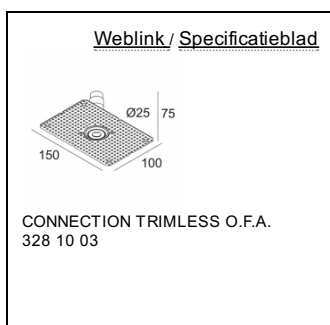 Weblink / Specificatieblad
Ø25 75
150
100
CONNECTION TRIMLESS O.F.A.
328 10 03